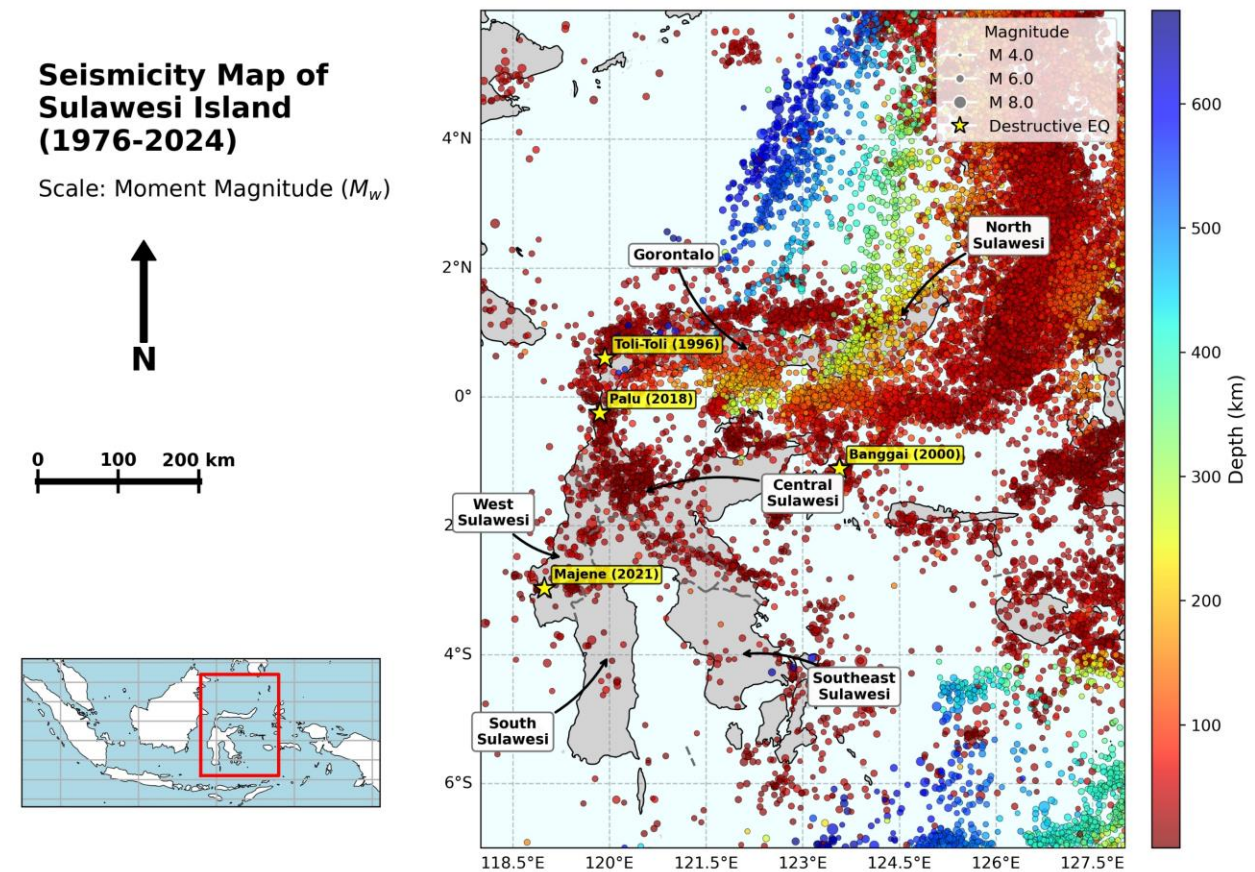 Seismicity Map of
Sulawesi Island
(1976-2024)
Scale: Moment Magnitude (Mw)
N
0 100 200 km
Magnitude
M 4.0
M 6.0
M 8.0
Destructive EQ
North
Sulawesi
Gorontalo
Toli-Toli (1996)
Palu (2018)
Banggai (2000)
Central
Sulawesi
West
Sulawesi
Majene (2021)
Southeast
Sulawesi
South
Sulawesi
4°N
2°N
0°
2
4°S
6°S
118.5°E 120°E 121.5°E 123°E 124.5°E 126°E 127.5°E
600
500
400
300
200
100
Depth (km)